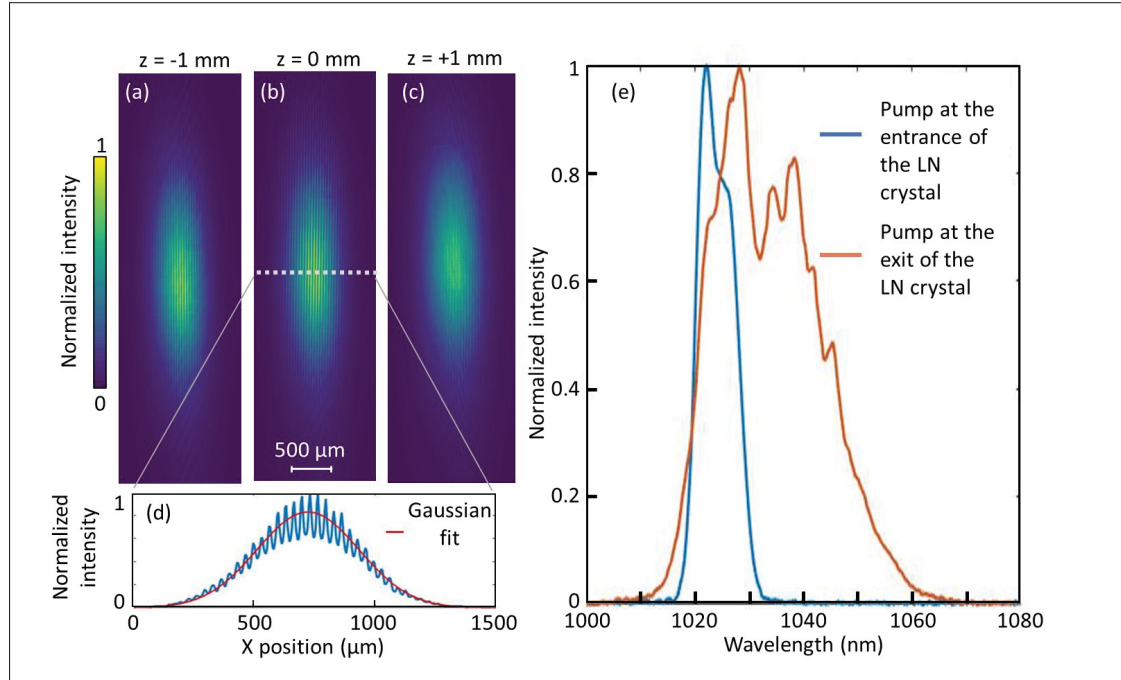 z = -1 mm
z = 0 mm
z = +1 mm
(a)
(b)
(c)
Normalized intensity
1
0
500 µm
(d)
Normalized
intensity
1
0
Gaussian
fit
0
500
1000
1500
X position (µm)
(e)
Normalized intensity
1
0.8
0.6
0.4
0.2
0
1000
1020
1040
1060
1080
Wavelength (nm)
Pump at the
entrance of
the LN
crystal
Pump at the
exit of the
LN crystal